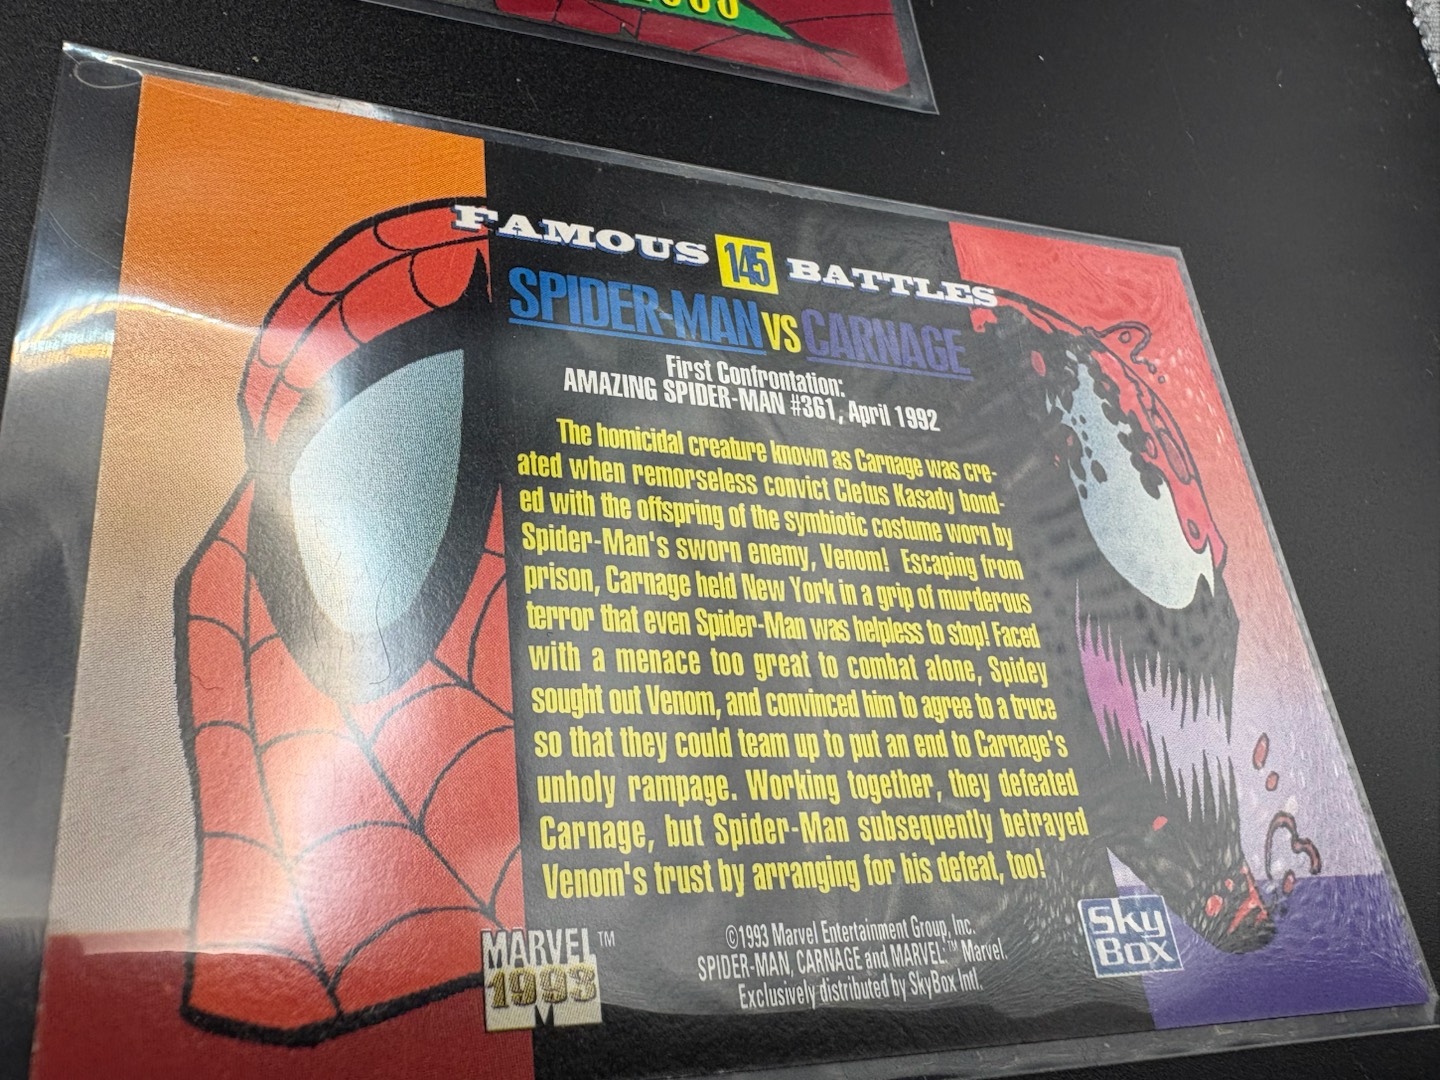 FAMOUS 145 BATTLES
SPIDER-MAN VS CARNAGE
First Confrontation:
AMAZING SPIDER-MAN #361, April 1992
The homicidal creature known as Carnage was cre-
ated when remorseless convict Cletus Kasady bond-
ed with the offspring of the symbiotic costume worn by
Spider-Man's sworn enemy, Venom! Escaping from
prison, Carnage held New York in a grip of murderous
terror that even Spider-Man was helpless to stop! Faced
with a menace too great to combat alone, Spidey
sought out Venom, and convinced him to agree to a truce
so that they could team up to put an end to Carnage's
unholy rampage. Working together, they defeated
Carnage, but Spider-Man subsequently betrayed
Venom's trust by arranging for his defeat, too!
MARVEL™
1993
©1993 Marvel Entertainment Group, Inc.
SPIDER-MAN, CARNAGE and MARVEL:™ Marvel.
Exclusively distributed by SkyBox Intl.
Sky
Box